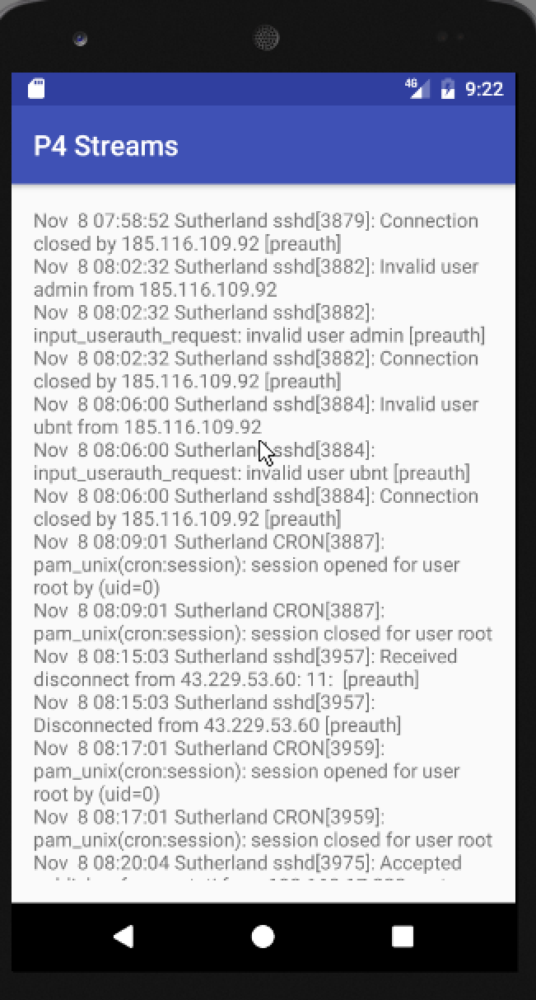 4G 9:22
P4 Streams
Nov  8 07:58:52 Sutherland sshd[3879]: Connection
closed by 185.116.109.92 [preauth]
Nov  8 08:02:32 Sutherland sshd[3882]: Invalid user
admin from 185.116.109.92
Nov  8 08:02:32 Sutherland sshd[3882]:
input_userauth_request: invalid user admin [preauth]
Nov  8 08:02:32 Sutherland sshd[3882]: Connection
closed by 185.116.109.92 [preauth]
Nov  8 08:06:00 Sutherland sshd[3884]: Invalid user
ubnt from 185.116.109.92
Nov  8 08:06:00 Sutherland sshd[3884]:
input_userauth_request: invalid user ubnt [preauth]
Nov  8 08:06:00 Sutherland sshd[3884]: Connection
closed by 185.116.109.92 [preauth]
Nov  8 08:09:01 Sutherland CRON[3887]:
pam_unix(cron:session): session opened for user
root by (uid=0)
Nov  8 08:09:01 Sutherland CRON[3887]:
pam_unix(cron:session): session closed for user root
Nov  8 08:15:03 Sutherland sshd[3957]: Received
disconnect from 43.229.53.60: 11:  [preauth]
Nov  8 08:15:03 Sutherland sshd[3957]:
Disconnected from 43.229.53.60 [preauth]
Nov  8 08:17:01 Sutherland CRON[3959]:
pam_unix(cron:session): session opened for user
root by (uid=0)
Nov  8 08:17:01 Sutherland CRON[3959]:
pam_unix(cron:session): session closed for user root
Nov  8 08:20:04 Sutherland sshd[3975]: Accepted